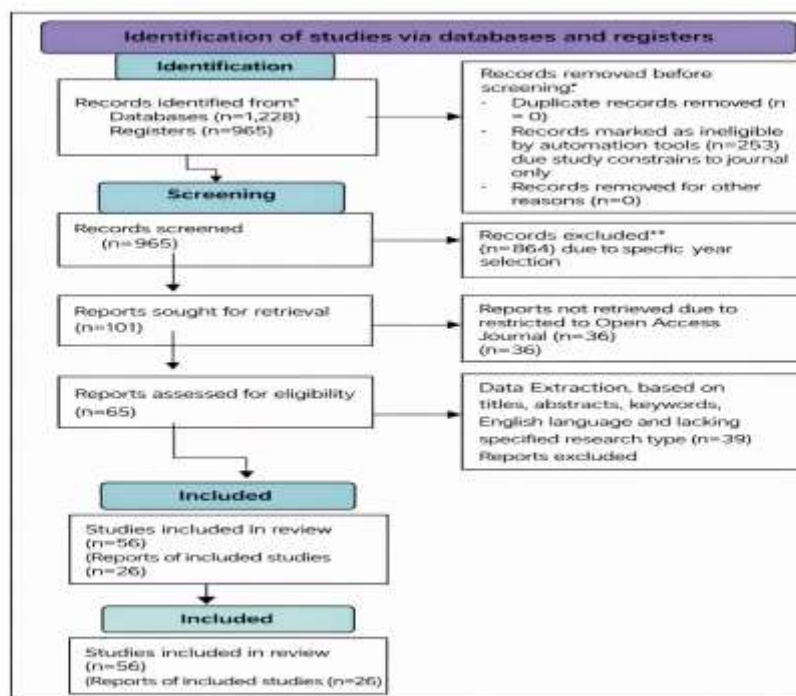 Identification of studies via databases and registers
Identification
Records identified from:*
Databases (n=1,228)
Registers (n=965)
Records removed before
screening:*
- Duplicate records removed (n
= 0)
- Records marked as ineligible
by automation tools (n=253)
due study constrains to journal
only
- Records removed for other
reasons (n=0)
Screening
Records screened
(n=965)
Records excluded**
(n=864) due to specfic year
selection
Reports sought for retrieval
(n=101)
Reports not retrieved due to
restricted to Open Access
Journal (n=36)
(n=36)
Reports assessed for eligibility
(n=65)
Data Extraction, based on
titles, abstracts, keywords,
English language and lacking
specified research type (n=39)
Reports excluded
Included
Studies included in review
(n=56)
(Reports of included studies
(n=26)
Included
Studies included in review
(n=56)
(Reports of included studies (n=26)